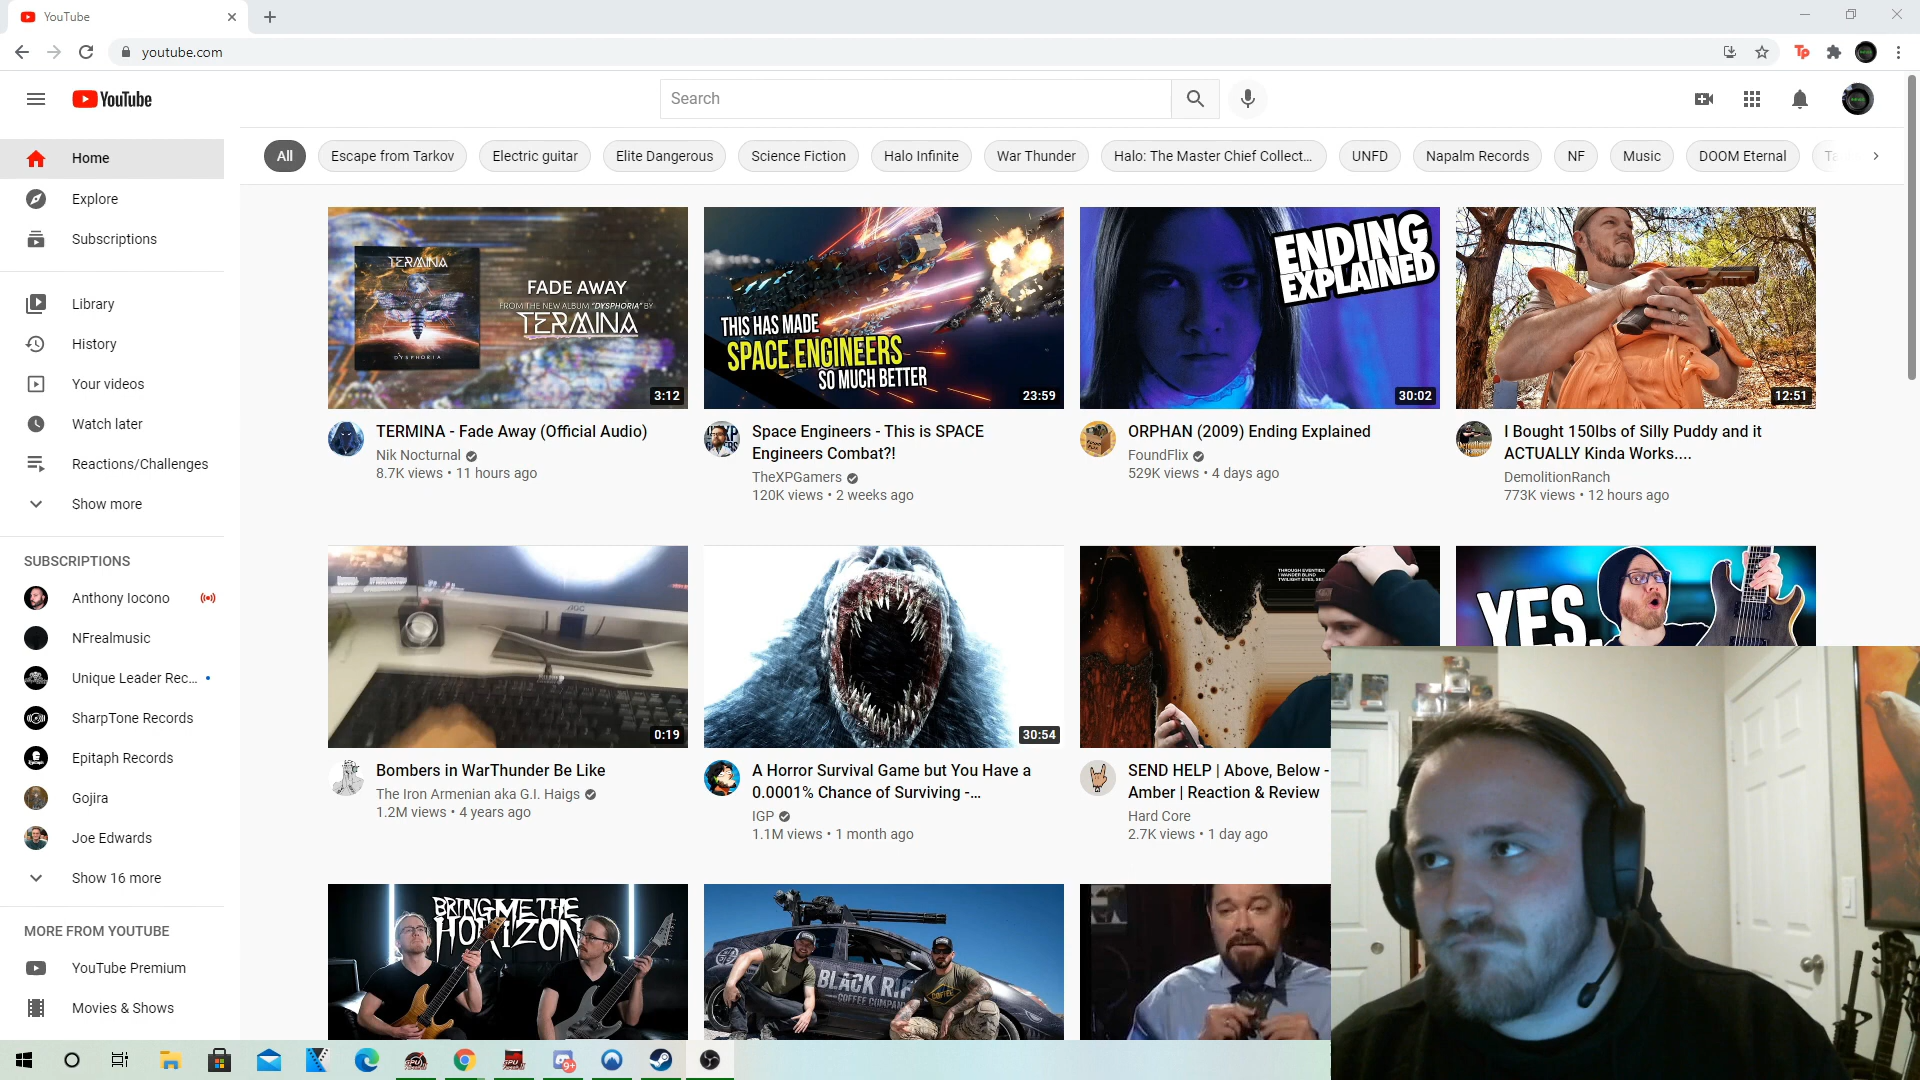 YouTube
youtube.com
YouTube
Search
Home
Explore
Subscriptions
Library
History
Your videos
Watch later
Reactions/Challenges
Show more
SUBSCRIPTIONS
Anthony Iocono
NFrealmusic
Unique Leader Rec...
SharpTone Records
Epitaph Records
Gojira
Joe Edwards
Show 16 more
MORE FROM YOUTUBE
YouTube Premium
Movies & Shows
All
Escape from Tarkov
Electric guitar
Elite Dangerous
Science Fiction
Halo Infinite
War Thunder
Halo: The Master Chief Collect...
UNFD
Napalm Records
NF
Music
DOOM Eternal
TERMINA
DYSPHORIA
FADE AWAY
FROM THE NEW ALBUM "DYSPHORIA" BY
TERMINA
3:12
TERMINA - Fade Away (Official Audio)
Nik Nocturnal
8.7K views • 11 hours ago
THIS HAS MADE
SPACE ENGINEERS
SO MUCH BETTER
23:59
Space Engineers - This is SPACE
Engineers Combat?!
TheXPGamers
120K views • 2 weeks ago
ENDING
EXPLAINED
30:02
ORPHAN (2009) Ending Explained
FoundFlix
529K views • 4 days ago
12:51
I Bought 150lbs of Silly Puddy and it
ACTUALLY Kinda Works....
DemolitionRanch
773K views • 12 hours ago
AOC
0:19
Bombers in WarThunder Be Like
The Iron Armenian aka G.I. Haigs
1.2M views • 4 years ago
30:54
A Horror Survival Game but You Have a
0.0001% Chance of Surviving -...
IGP
1.1M views • 1 month ago
THROUGH EVENTIDE
I WANDER BLIND
SEND HELP | Above, Below -
Amber | Reaction & Review
Hard Core
2.7K views • 1 day ago
YES.
BRING ME THE
HORIZON
BLACK RIF
COFFEE COMPAN
9+